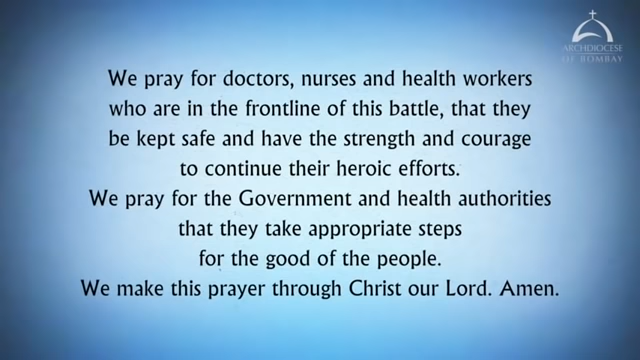 ARCHDIOCESE
OF BOMBAY
We pray for doctors, nurses and health workers
who are in the frontline of this battle, that they
be kept safe and have the strength and courage
to continue their heroic efforts.
We pray for the Government and health authorities
that they take appropriate steps
for the good of the people.
We make this prayer through Christ our Lord. Amen.